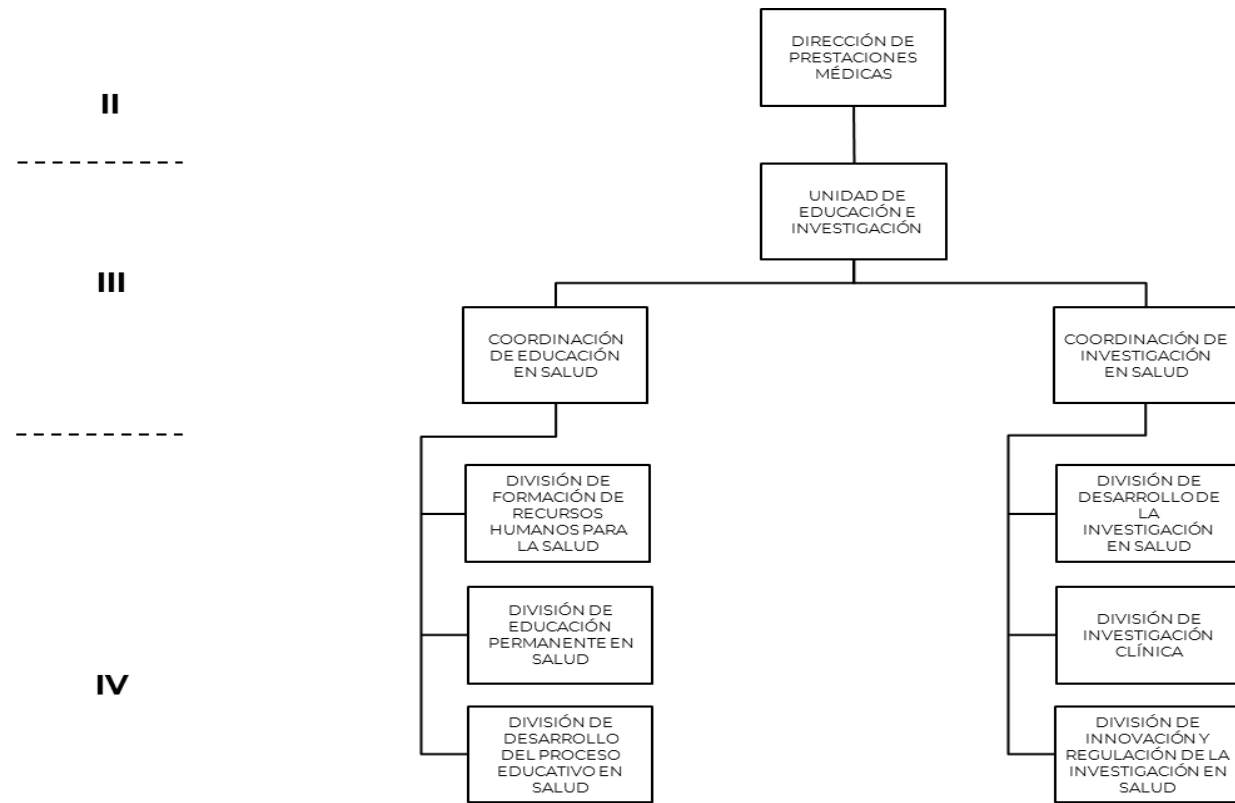 DIRECCIÓN DE
PRESTACIONES
MÉDICAS
II
UNIDAD DE
EDUCACIÓN E
INVESTIGACIÓN
III
COORDINACIÓN
DE EDUCACIÓN
EN SALUD
COORDINACIÓN DE
INVESTIGACIÓN
EN SALUD
DIVISIÓN DE
FORMACIÓN DE
RECURSOS
HUMANOS PARA
LA SALUD
DIVISIÓN DE
DESARROLLO DE
LA
INVESTIGACIÓN
EN SALUD
DIVISIÓN DE
EDUCACIÓN
PERMANENTE EN
SALUD
DIVISIÓN DE
INVESTIGACIÓN
CLÍNICA
IV
DIVISIÓN DE
DESARROLLO
DEL PROCESO
EDUCATIVO EN
SALUD
DIVISIÓN DE
INNOVACIÓN Y
REGULACIÓN DE LA
INVESTIGACIÓN EN
SALUD